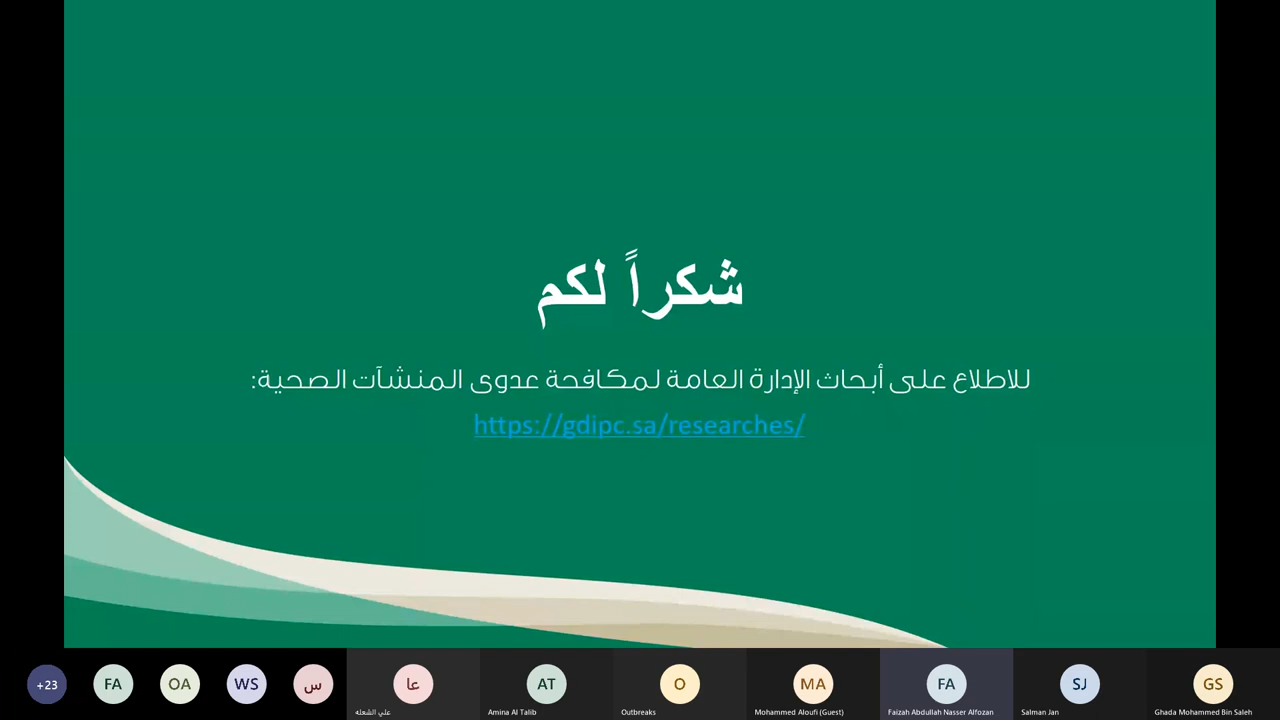 شكراً لكم
للاطلاع على أبحاث الإدارة العامة لمكافحة عدوى المنشآت الصحية:
https://gdipc.sa/researches/
+23
FA
OA
WS
س
عا
AT
O
MA
FA
SJ
GS
علي الشعله
Amina Al Talib
Outbreaks
Mohammed Aloufi (Guest)
Faizah Abdullah Nasser Alfozan
Salman Jan
Ghada Mohammed Bin Saleh